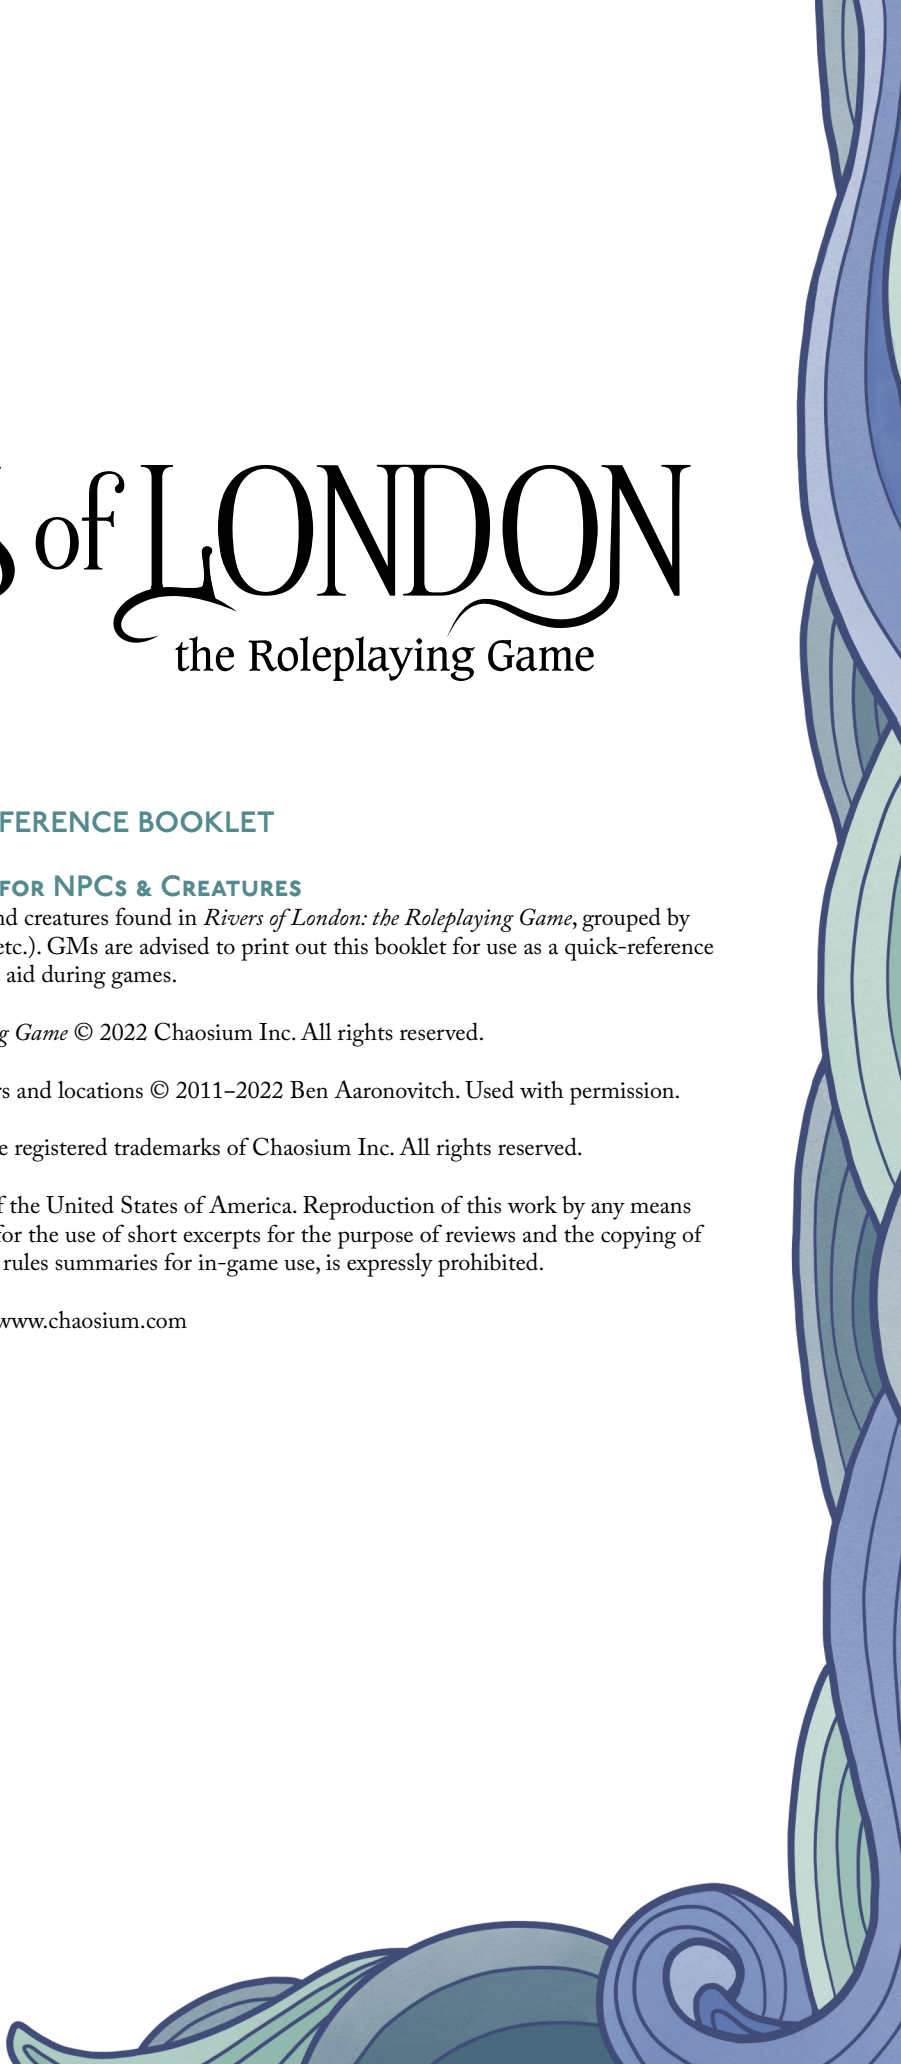 of LONDON
the Roleplaying Game
FERENCE BOOKLET
FOR NPCS & CREATURES
creatures found in Rivers of London: the Roleplaying Game, grouped by
etc.). GMs are advised to print out this booklet for use as a quick-reference
aid during games.
Game © 2022 Chaosium Inc. All rights reserved.
and locations © 2011–2022 Ben Aaronovitch. Used with permission.
registered trademarks of Chaosium Inc. All rights reserved.
the United States of America. Reproduction of this work by any means
for the use of short excerpts for the purpose of reviews and the copying of
rules summaries for in-game use, is expressly prohibited.
www.chaosium.com